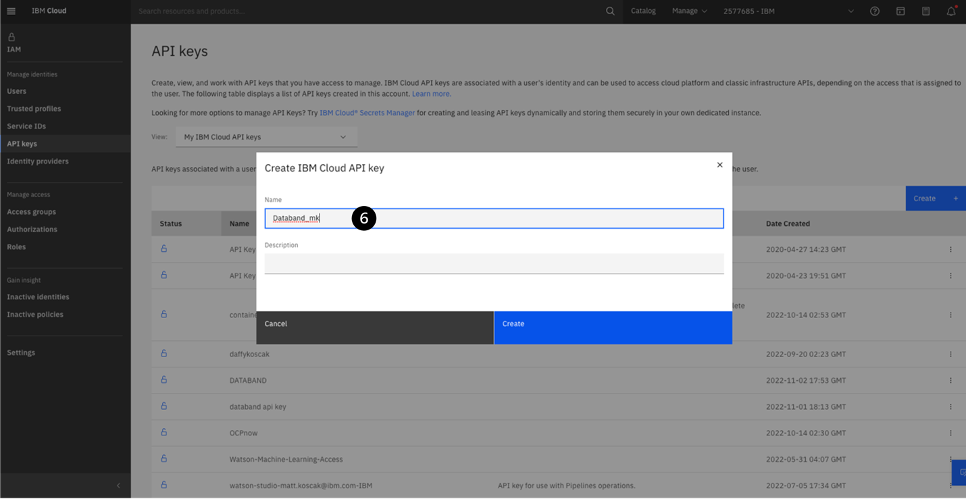 IBM Cloud
Search resources and products...
Catalog
Manage
2577685 - IBM
IAM
Manage identities
Users
Trusted profiles
Service IDs
API keys
Identity providers
Manage access
Access groups
Authorizations
Roles
Gain insight
Inactive identities
Inactive policies
Settings
API keys
Create, view, and work with API keys that you have access to manage. IBM Cloud API keys are associated with a user's identity and can be used to access cloud platform and classic infrastructure APIs, depending on the access that is assigned to
the user. The following table displays a list of API keys created in this account. Learn more.
Looking for more options to manage API Keys? Try IBM Cloud® Secrets Manager for creating and leasing API keys dynamically and storing them securely in your own dedicated instance.
View:
My IBM Cloud API keys
API keys associated with a user
the user.
Create +
Create IBM Cloud API key
Name
Databand_mk
6
Description
Cancel
Create
Status
Name
Date Created
API Key
2020-04-27 14:23 GMT
API Key
2020-04-23 19:51 GMT
2022-10-14 02:53 GMT
daffykoscak
2022-09-20 02:23 GMT
DATABAND
2022-11-02 17:53 GMT
databand api key
2022-11-01 18:13 GMT
OCPnow
2022-10-14 02:30 GMT
Watson-Machine-Learning-Access
2022-05-31 04:07 GMT
watson-studio-matt.koscak@ibm.com-IBM
API key for use with Pipelines operations.
2022-07-05 17:34 GMT